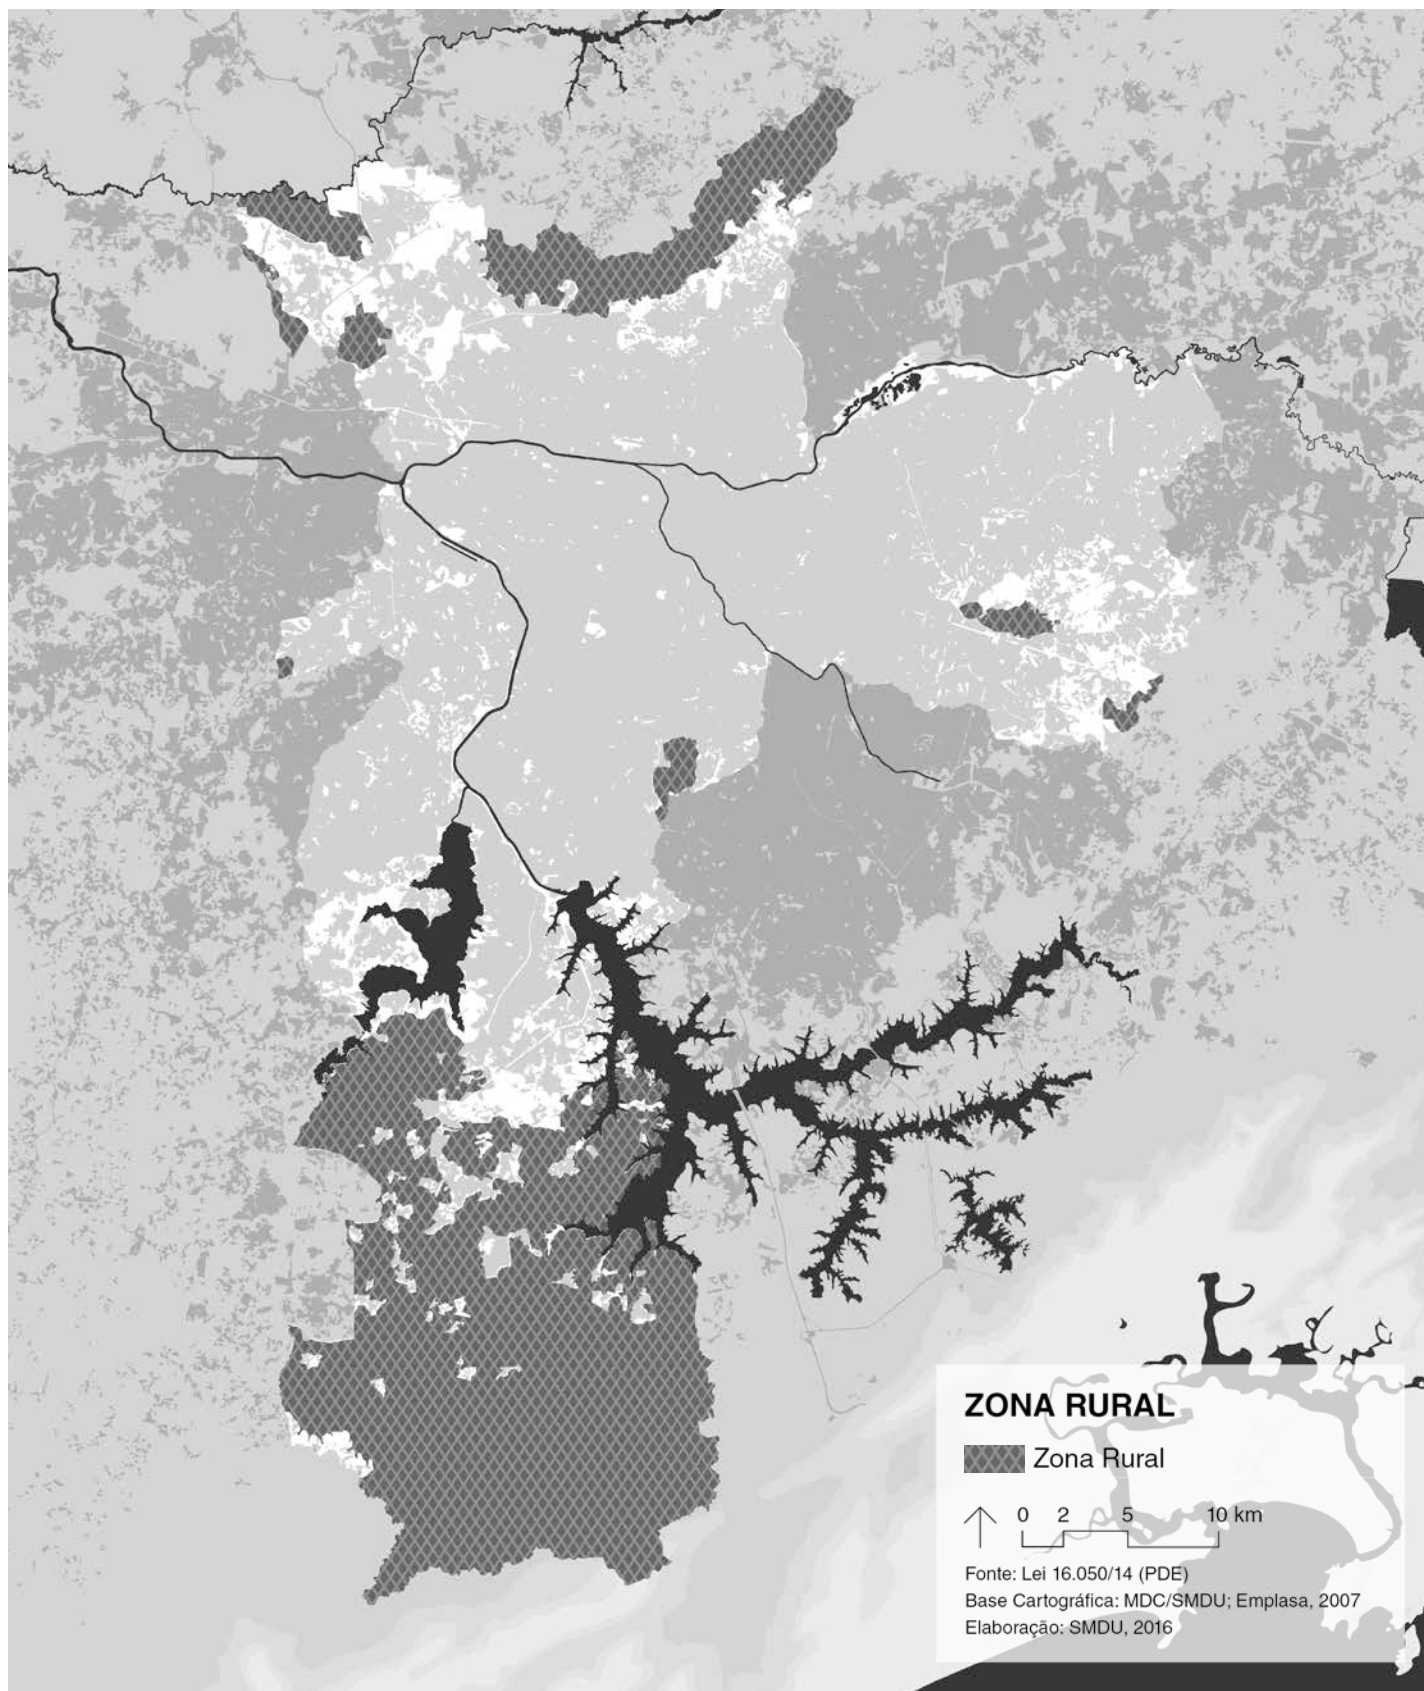 ZONA RURAL
Zona Rural
0 2 5 10 km
Fonte: Lei 16.050/14 (PDE)
Base Cartográfica: MDC/SMDU; Emplasa, 2007
Elaboração: SMDU, 2016